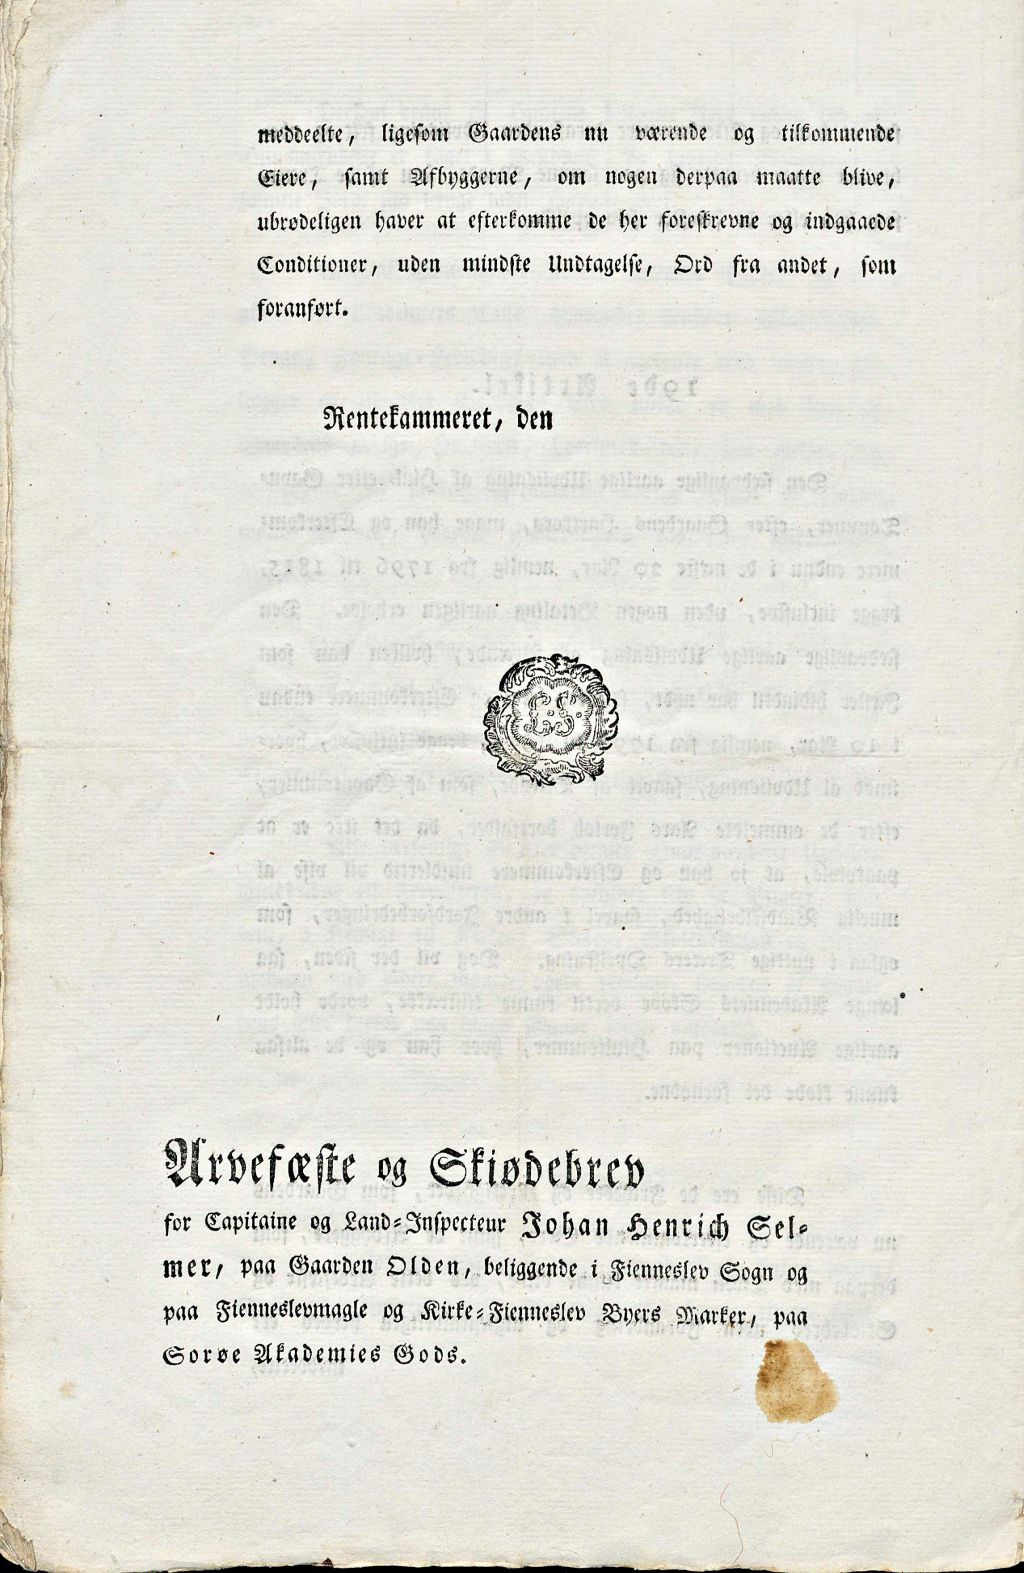 meddeelte, ligesom Gaardens nu værende og tilkommende
Eiere, samt Afbyggerne, om nogen derpaa maatte blive,
ubrødeligen haver at efterkomme de her foreskrevne og indgaaede
Conditioner, uden mindste Undtagelse, Ord fra andet, som
foranført.
Rentekammeret, den
L.S.
Arvefæste og Skiødebrev
for Capitaine og Land-Inspecteur Johan Henrich Sel-
mer, paa Gaarden Olden, beliggende i Fienneslev Sogn og
paa Fienneslevmagle og Kirke-Fienneslev Byers Marker, paa
Sorøe Akademies Gods.